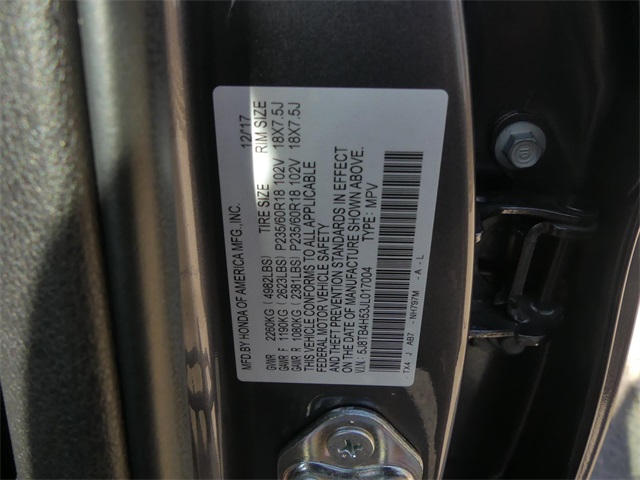 MFD.BY HONDA OF AMERICA MFG., INC. 12/17
TIRE SIZE RIM SIZE
GVWR 2260KG (4982LBS)
GAWR F 1190KG (2623LBS) P235/60R18 102V 18X7.5J
GAWR R 1080KG (2381LBS) P235/60R18 102V 18X7.5J
THIS VEHICLE CONFORMS TO ALL APPLICABLE
FEDERAL MOTOR VEHICLE SAFETY
AND THEFT PREVENTION STANDARDS IN EFFECT
ON THE DATE OF MANUFACTURE SHOWN ABOVE.
V.I.N.: 5J8TB4H53JL017004 TYPE: MPV
TX4 J AB7 - NH797M - A - L